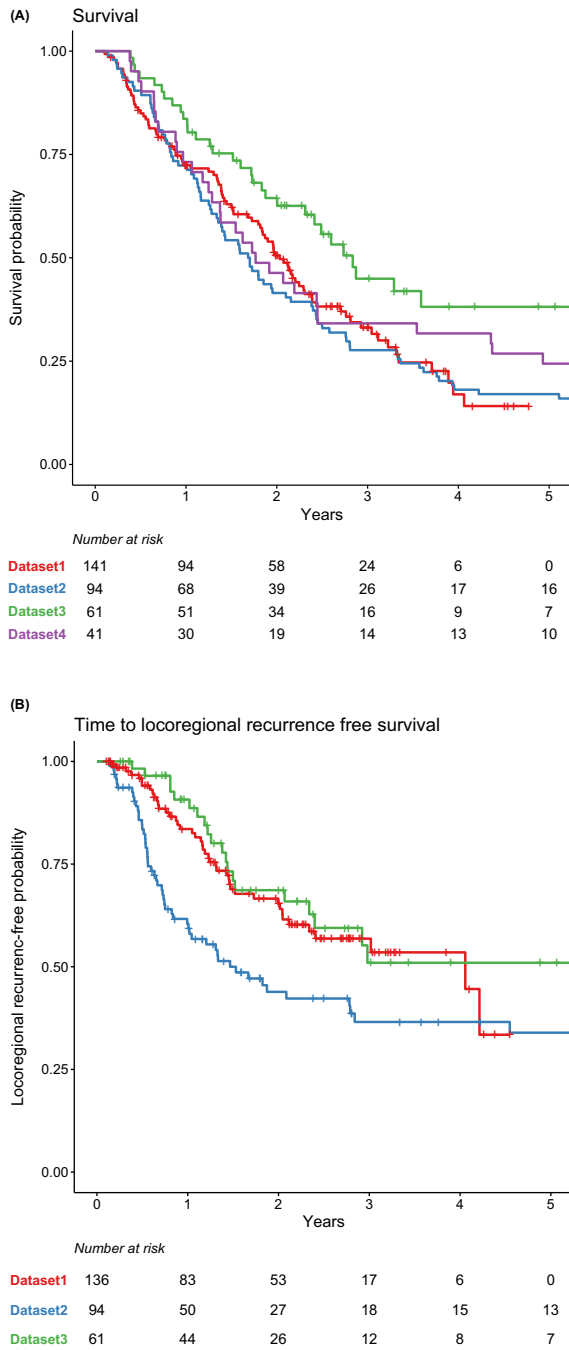 (A)
Survival
1.00
0.75
0.50
0.25
0.00
Survival probability
0 1 2 3 4 5
Years
Number at risk
Dataset1 141 94 58 24 6 0
Dataset2 94 68 39 26 17 16
Dataset3 61 51 34 16 9 7
Dataset4 41 30 19 14 13 10
(B)
Time to locoregional recurrence free survival
1.00
0.75
0.50
0.25
0.00
Locoregional recurrenc-free probability
0 1 2 3 4 5
Years
Number at risk
Dataset1 136 83 53 17 6 0
Dataset2 94 50 27 18 15 13
Dataset3 61 44 26 12 8 7